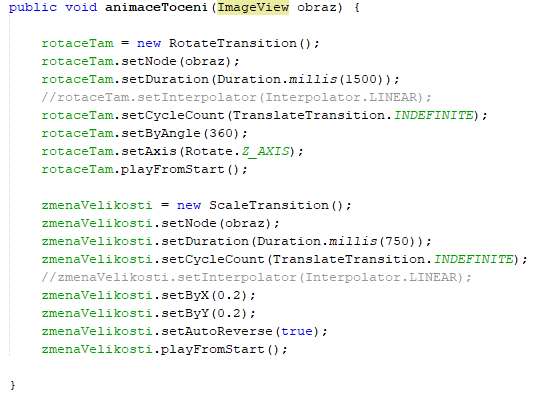 public void animaceToceni(ImageView obraz) {
rotaceTam = new RotateTransition();
rotaceTam.setNode(obraz);
rotaceTam.setDuration(Duration.millis(1500));
//rotaceTam.setInterpolator(Interpolator.LINEAR);
rotaceTam.setCycleCount(TranslateTransition.INDEFINITE);
rotaceTam.setByAngle(360);
rotaceTam.setAxis(Rotate.Z_AXIS);
rotaceTam.playFromStart();
zmenaVelikosti = new ScaleTransition();
zmenaVelikosti.setNode(obraz);
zmenaVelikosti.setDuration(Duration.millis(750));
zmenaVelikosti.setCycleCount(TranslateTransition.INDEFINITE);
//zmenaVelikosti.setInterpolator(Interpolator.LINEAR);
zmenaVelikosti.setByX(0.2);
zmenaVelikosti.setByY(0.2);
zmenaVelikosti.setAutoReverse(true);
zmenaVelikosti.playFromStart();
}